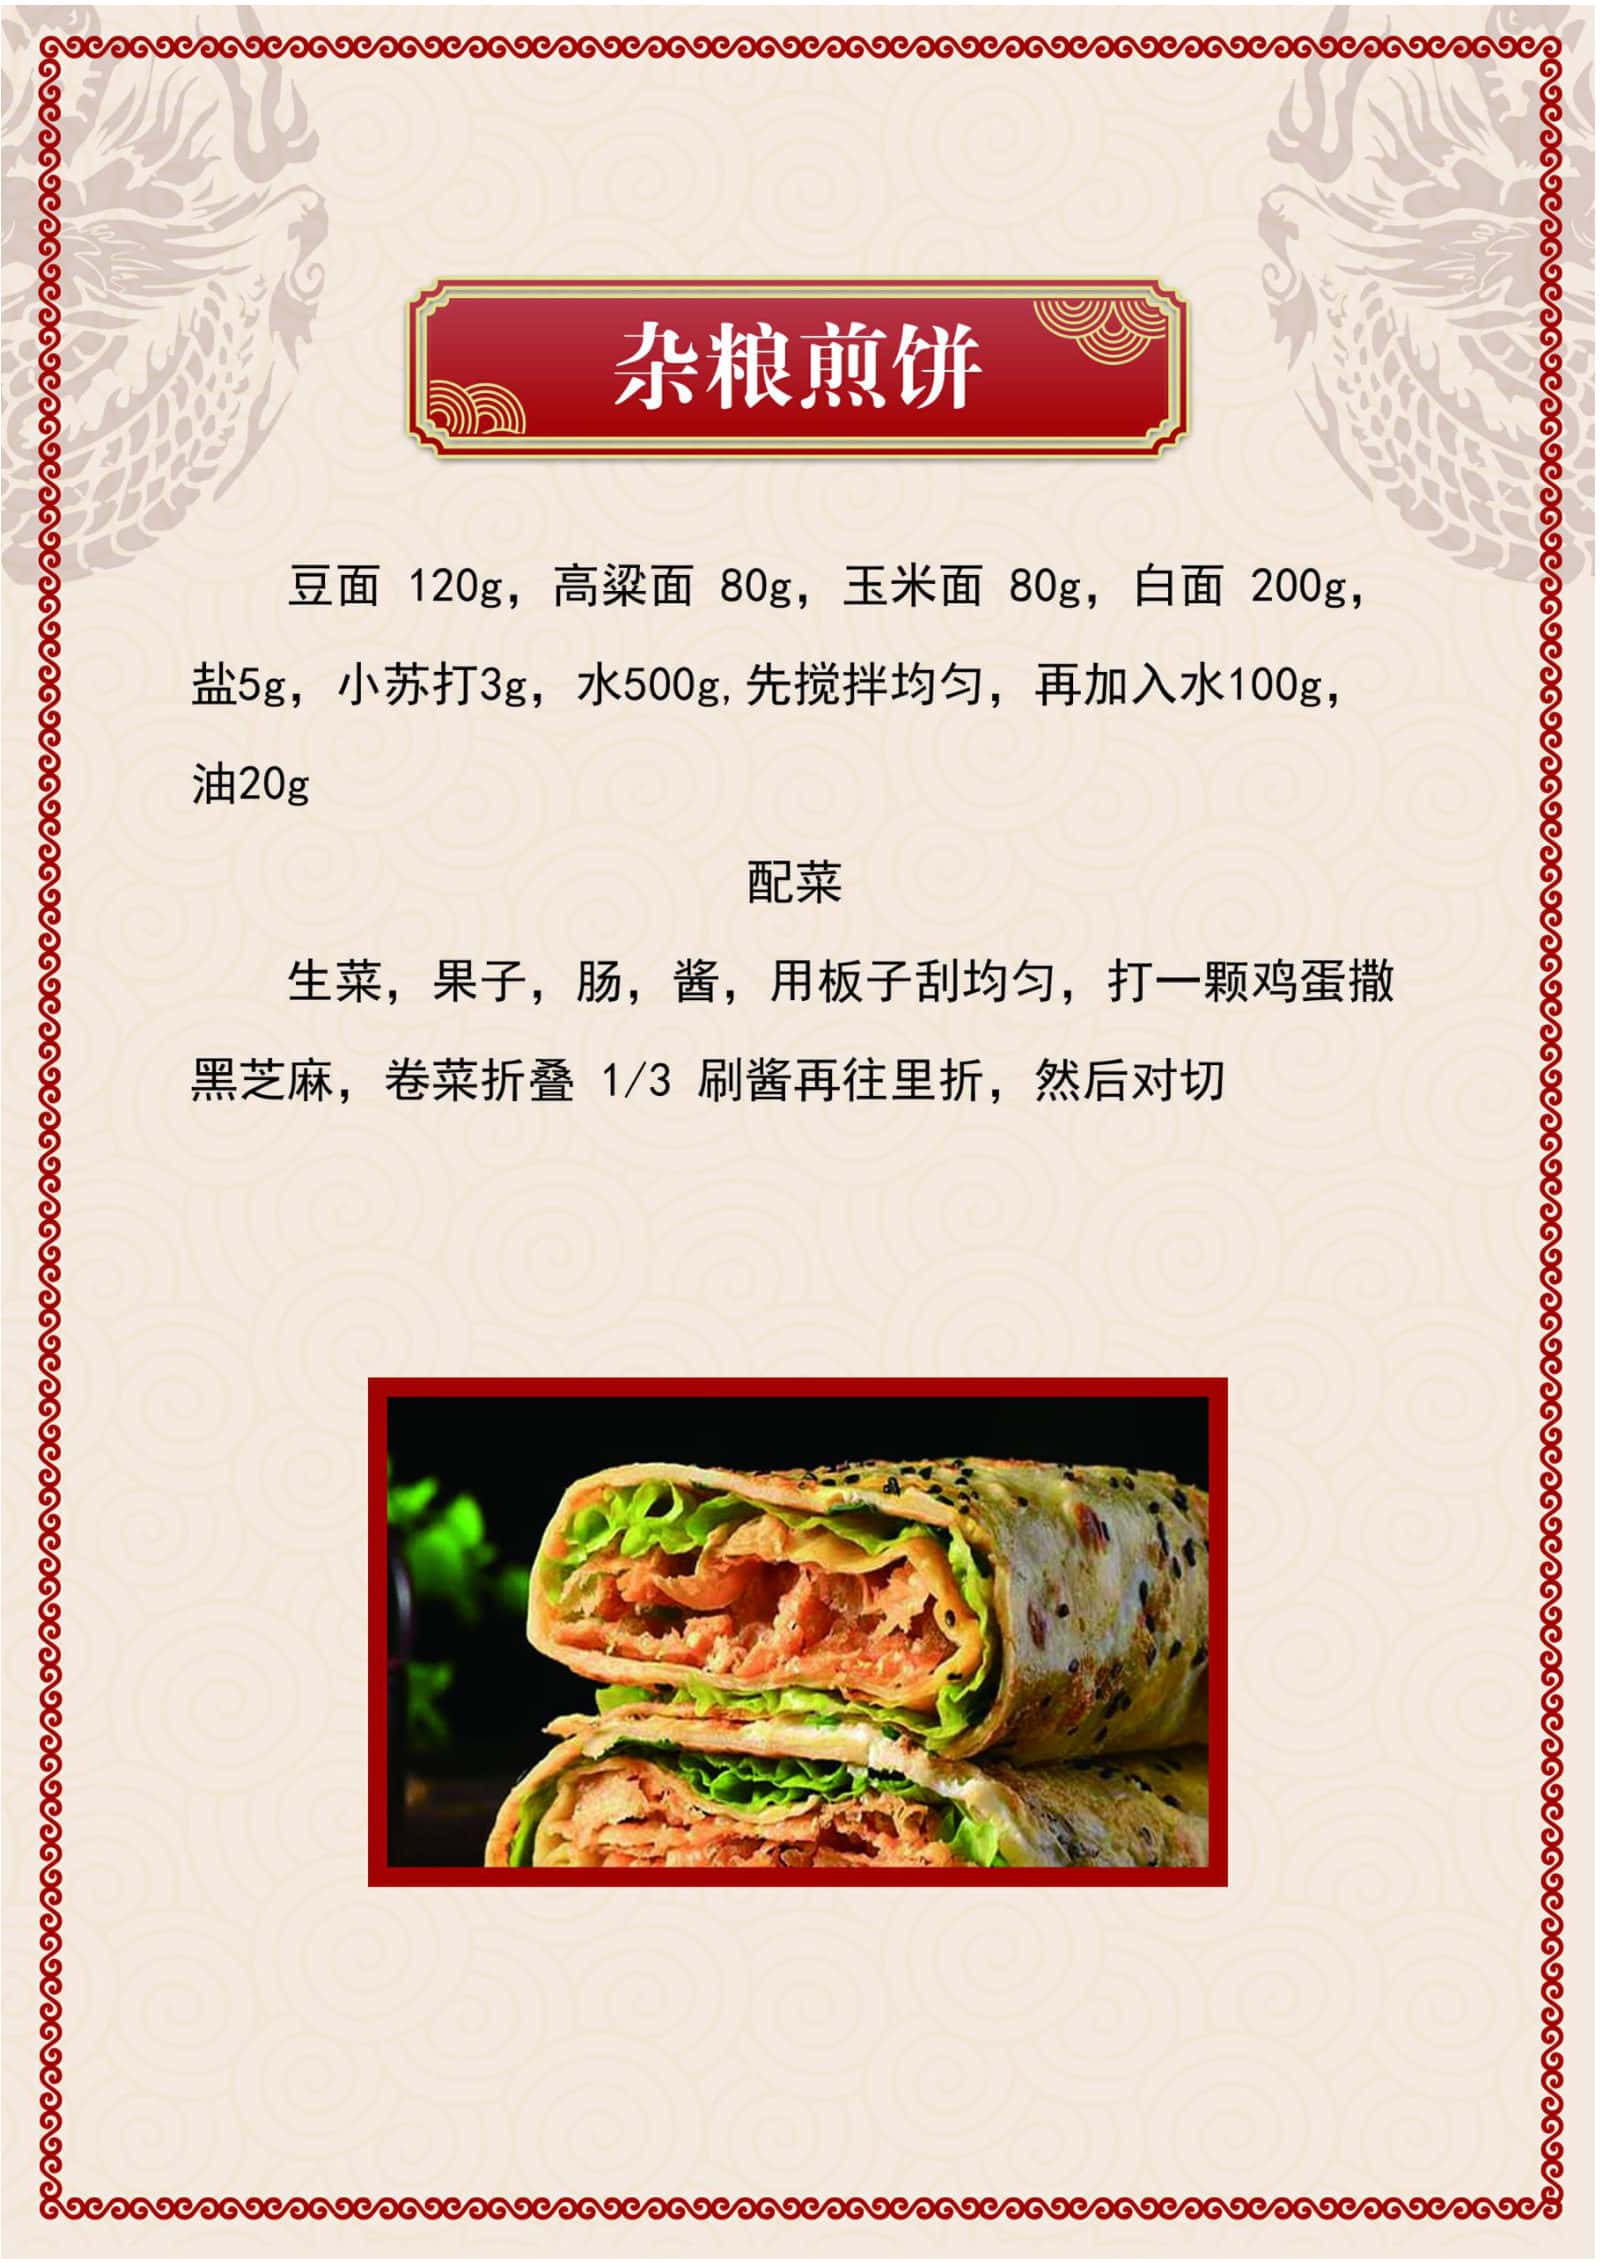 杂粮煎饼
豆面 120g，高粱面 80g，玉米面 80g，白面 200g，
盐5g，小苏打3g，水500g,先搅拌均匀，再加入水100g，
油20g
配菜
生菜，果子，肠，酱，用板子刮均匀，打一颗鸡蛋撒
黑芝麻，卷菜折叠 1/3 刷酱再往里折，然后对切